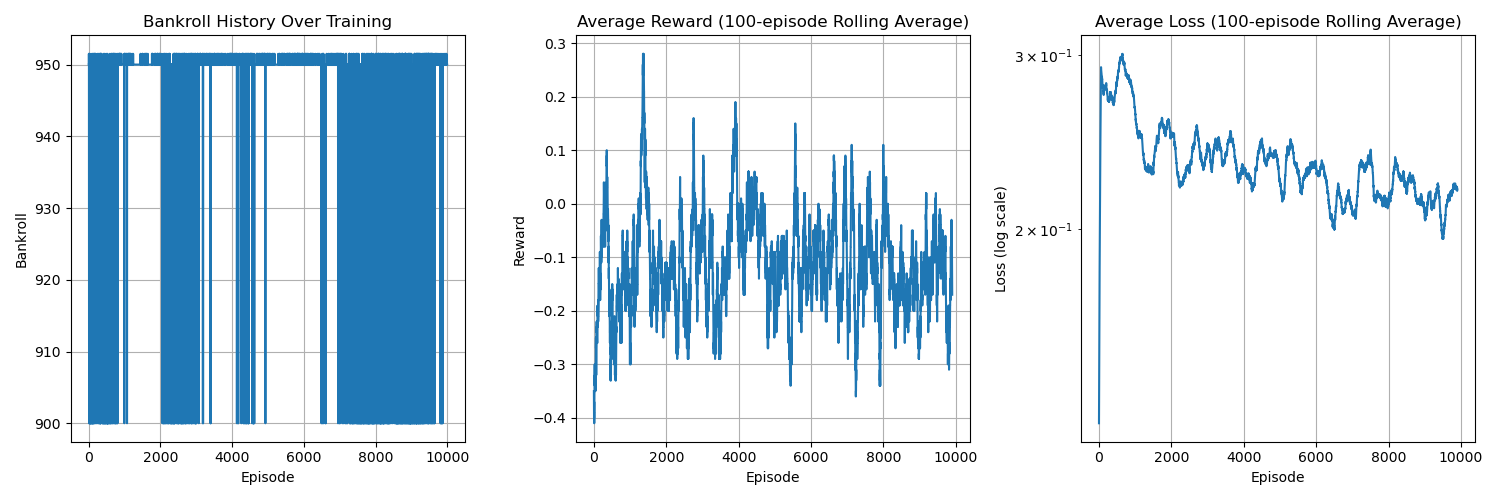 Bankroll History Over Training
Bankroll
950
940
930
920
910
900
0 2000 4000 6000 8000 10000
Episode
Average Reward (100-episode Rolling Average)
Reward
0.3
0.2
0.1
0.0
−0.1
−0.2
−0.3
−0.4
0 2000 4000 6000 8000 10000
Episode
Average Loss (100-episode Rolling Average)
Loss (log scale)
3 × 10⁻¹
2 × 10⁻¹
0 2000 4000 6000 8000 10000
Episode